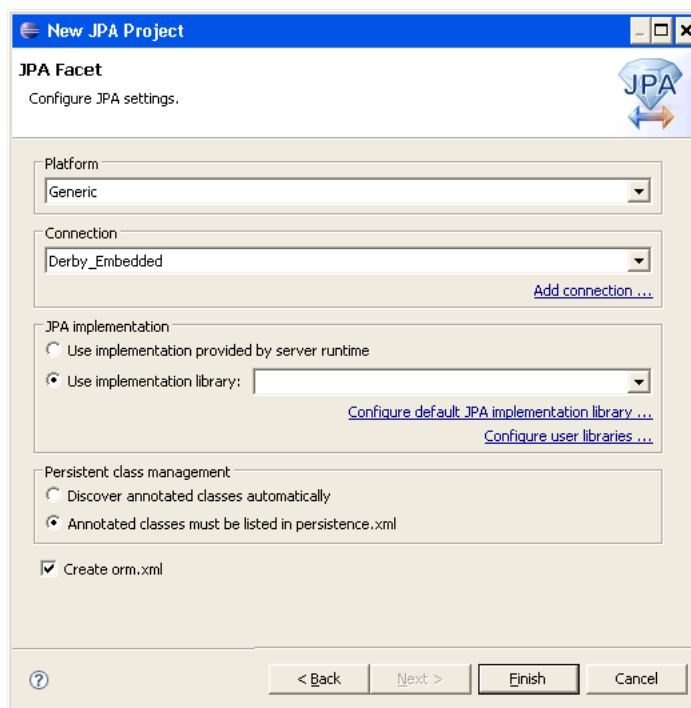 New JPA Project
JPA Facet
Configure JPA settings.
JPA
Platform
Generic
Connection
Derby_Embedded
Add connection ...
JPA implementation
Use implementation provided by server runtime
Use implementation library:
Configure default JPA implementation library ...
Configure user libraries ...
Persistent class management
Discover annotated classes automatically
Annotated classes must be listed in persistence.xml
Create orm.xml
?
< Back Next > Finish Cancel